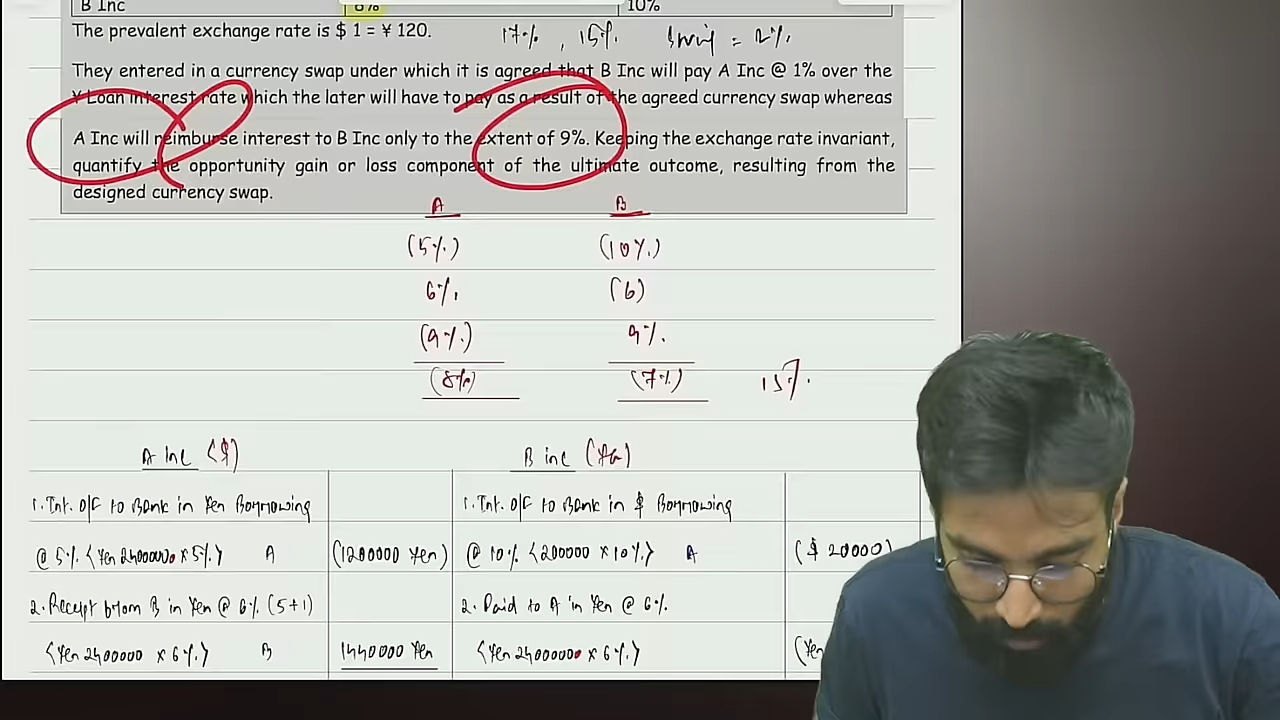 B Inc 8% 10%
The prevalent exchange rate is $ 1 = ¥ 120. 17% , 15% Swing = 2%
They entered in a currency swap under which it is agreed that B Inc will pay A Inc @ 1% over the
¥ Loan interest rate which the later will have to pay as a result of the agreed currency swap whereas
A Inc will reimburse interest to B Inc only to the extent of 9%. Keeping the exchange rate invariant,
quantify the opportunity gain or loss component of the ultimate outcome, resulting from the
designed currency swap.
A B
(5%) (10%)
6% (6)
(9%) 9%
(8%) (7%) 15%
A Inc ($) B inc
1. Int. O/F to Bank in Yen Borrowing 1. Int. O/F to Bank in $ Borrowing
@ 5% <Yen 24000000 x 5%> A (1200000 Yen) @ 10% <200000 x 10%> A ($ 20000)
2. Receipt from B in Yen @ 6% (5+1) 2. Paid to A in Yen @ 6%
<Yen 2400000 x 6%> B 1440000 Yen <Yen 24000000 x 6%> (Yen